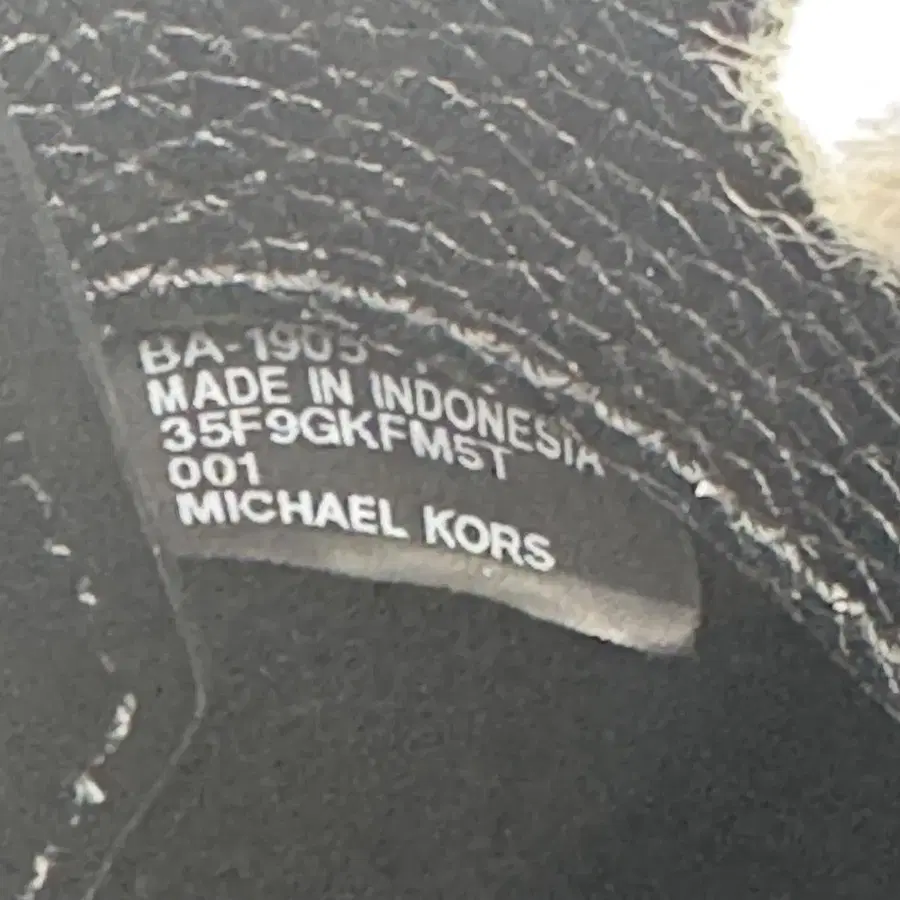 BA-1905
MADE IN INDONESIA
35F9GKFM5T
001
MICHAEL KORS